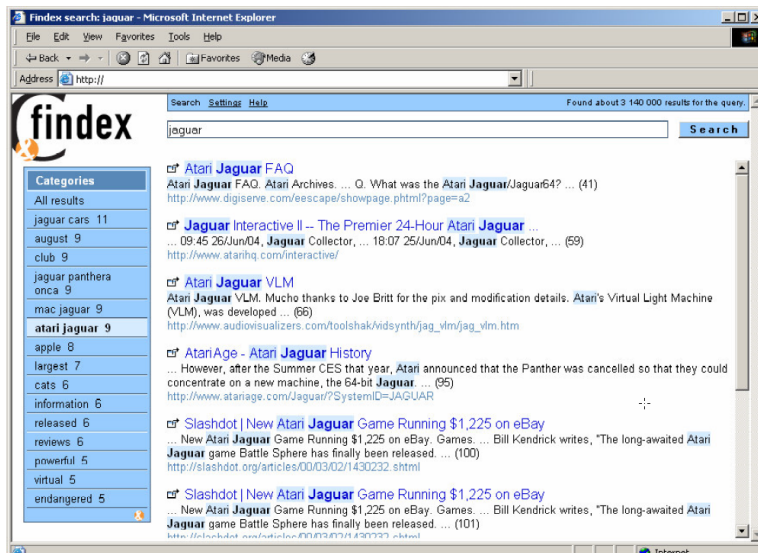 Findex search: jaguar - Microsoft Internet Explorer
File Edit View Favorites Tools Help
Back Favorites Media
Address http://
Search Settings Help Found about 3 140 000 results for the query.
findex
&
jaguar Search
Categories
All results
jaguar cars 11
august 9
club 9
jaguar panthera
onca 9
mac jaguar 9
atari jaguar 9
apple 8
largest 7
cats 6
information 6
released 6
reviews 6
powerful 5
virtual 5
endangered 5
&
Atari Jaguar FAQ
Atari Jaguar FAQ. Atari Archives. ... Q. What was the Atari Jaguar/Jaguar64? ... (41)
http://www.digiserve.com/eescape/showpage.phtml?page=a2
Jaguar Interactive II -- The Premier 24-Hour Atari Jaguar ...
... 09:45 26/Jun/04, Jaguar Collector, ... 18:07 25/Jun/04, Jaguar Collector, ... (59)
http://www.atarihq.com/interactive/
Atari Jaguar VLM
Atari Jaguar VLM. Mucho thanks to Joe Britt for the pix and modification details. Atari's Virtual Light Machine
(VLM), was developed ... (66)
http://www.audiovisualizers.com/toolshak/vidsynth/jag_vlm/jag_vlm.htm
AtariAge - Atari Jaguar History
... However, after the Summer CES that year, Atari announced that the Panther was cancelled so that they could
concentrate on a new machine, the 64-bit Jaguar. ... (95)
http://www.atariage.com/Jaguar/?SystemID=JAGUAR
Slashdot | New Atari Jaguar Game Running $1,225 on eBay
... New Atari Jaguar Game Running $1,225 on eBay. Games. ... Bill Kendrick writes, "The long-awaited Atari
Jaguar game Battle Sphere has finally been released. ... (100)
http://slashdot.org/articles/00/03/02/1430232.shtml
Slashdot | New Atari Jaguar Game Running $1,225 on eBay
... New Atari Jaguar Game Running $1,225 on eBay. Games. ... Bill Kendrick writes, "The long-awaited Atari
Jaguar game Battle Sphere has finally been released. ... (101)
http://slashdot.org/articles/00/03/02/1430232.shtml
Internet